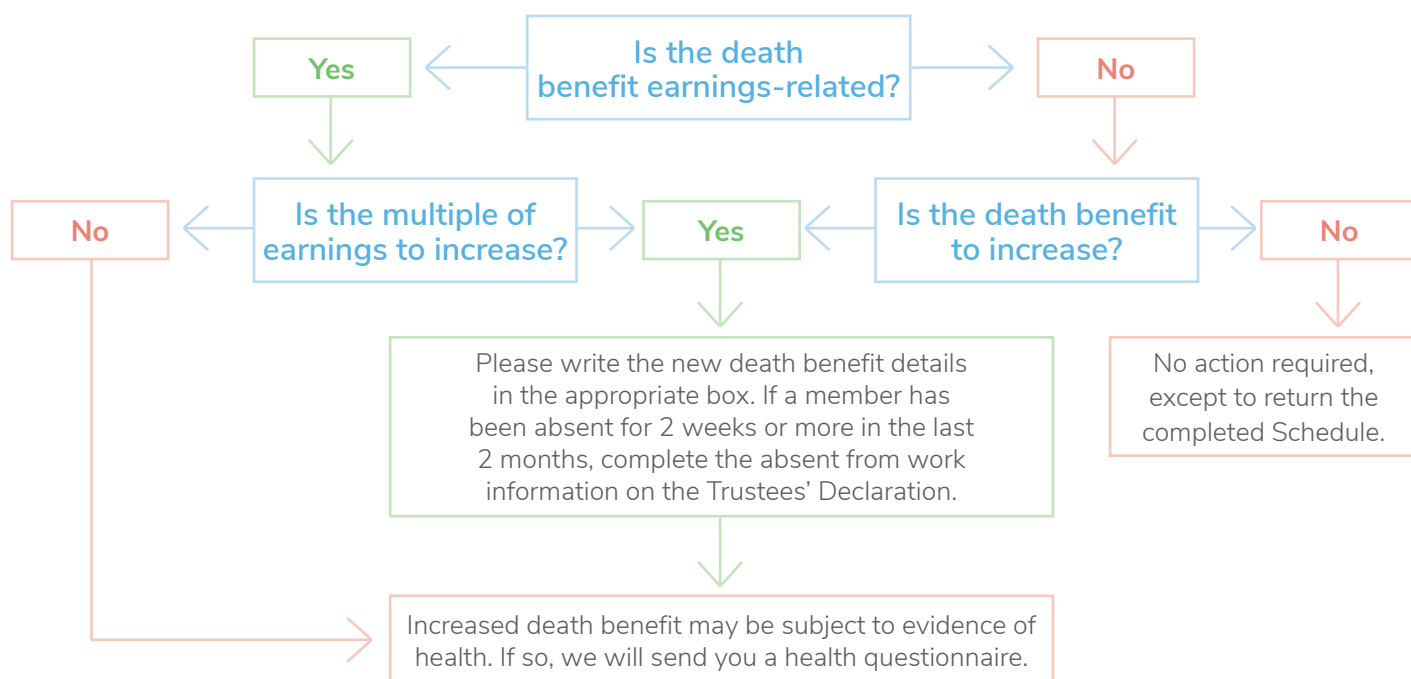 Is the death
benefit earnings-related?
Yes
No
Is the multiple of
earnings to increase?
Is the death benefit
to increase?
No
Yes
No
Please write the new death benefit details
in the appropriate box. If a member has
been absent for 2 weeks or more in the last
2 months, complete the absent from work
information on the Trustees’ Declaration.
No action required,
except to return the
completed Schedule.
Increased death benefit may be subject to evidence of
health. If so, we will send you a health questionnaire.